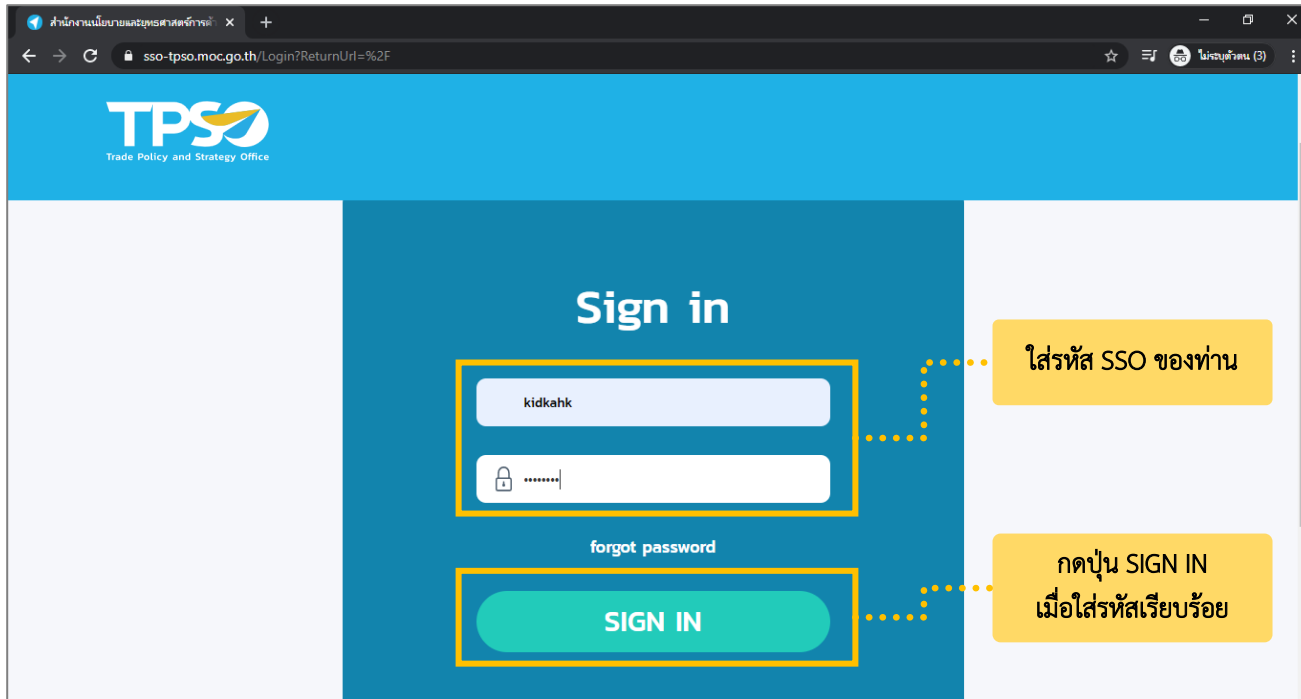 สำนักงานนโยบายและยุทธศาสตร์การค้า
sso-tpso.moc.go.th/Login?ReturnUrl=%2F
ไม่ระบุตัวตน (3)
TPSO
Trade Policy and Strategy Office
Sign in
ใส่รหัส SSO ของท่าน
kidkahk
••••••••
forgot password
กดปุ่ม SIGN IN
เมื่อใส่รหัสเรียบร้อย
SIGN IN